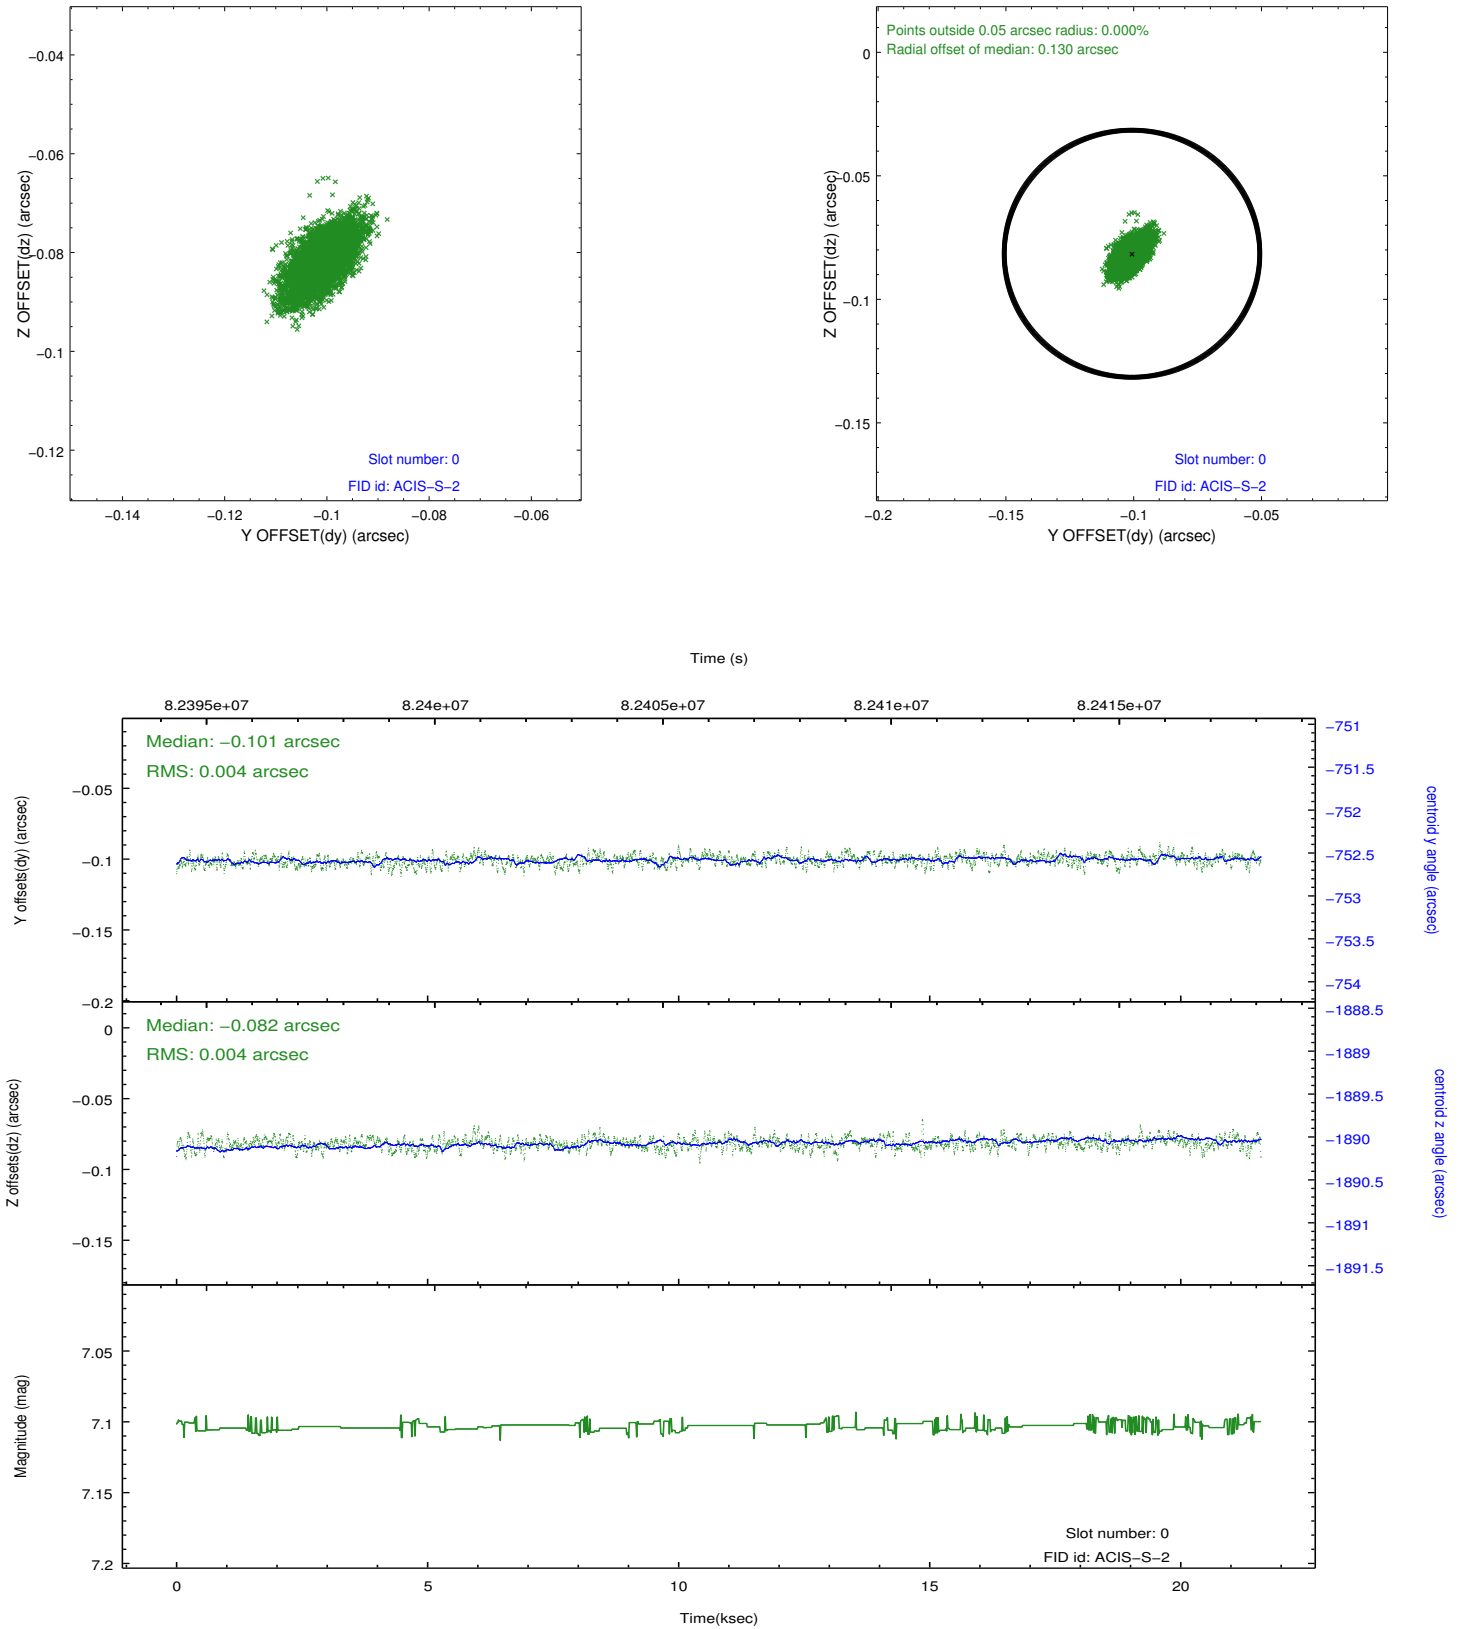 −0.04
−0.06
−0.08
−0.1
−0.12
Z OFFSET(dz) (arcsec)
Slot number: 0
FID id: ACIS−S−2
−0.14 −0.12 −0.1 −0.08 −0.06
Y OFFSET(dy) (arcsec)
Points outside 0.05 arcsec radius: 0.000%
Radial offset of median: 0.130 arcsec
0
−0.05
−0.1
−0.15
Z OFFSET(dz) (arcsec)
Slot number: 0
FID id: ACIS−S−2
−0.2 −0.15 −0.1 −0.05
Y OFFSET(dy) (arcsec)
Time (s)
8.2395e+07 8.24e+07 8.2405e+07 8.241e+07 8.2415e+07
Median: −0.101 arcsec
RMS: 0.004 arcsec
−0.05
−0.1
−0.15
−0.2
Y offsets(dy) (arcsec)
−751
−751.5
−752
−752.5
−753
−753.5
−754
centroid y angle (arcsec)
Median: −0.082 arcsec
RMS: 0.004 arcsec
0
−0.05
−0.1
−0.15
Z offsets(dz) (arcsec)
−1888.5
−1889
−1889.5
−1890
−1890.5
−1891
−1891.5
centroid z angle (arcsec)
7.05
7.1
7.15
7.2
Magnitude (mag)
Slot number: 0
FID id: ACIS−S−2
0 5 10 15 20
Time(ksec)